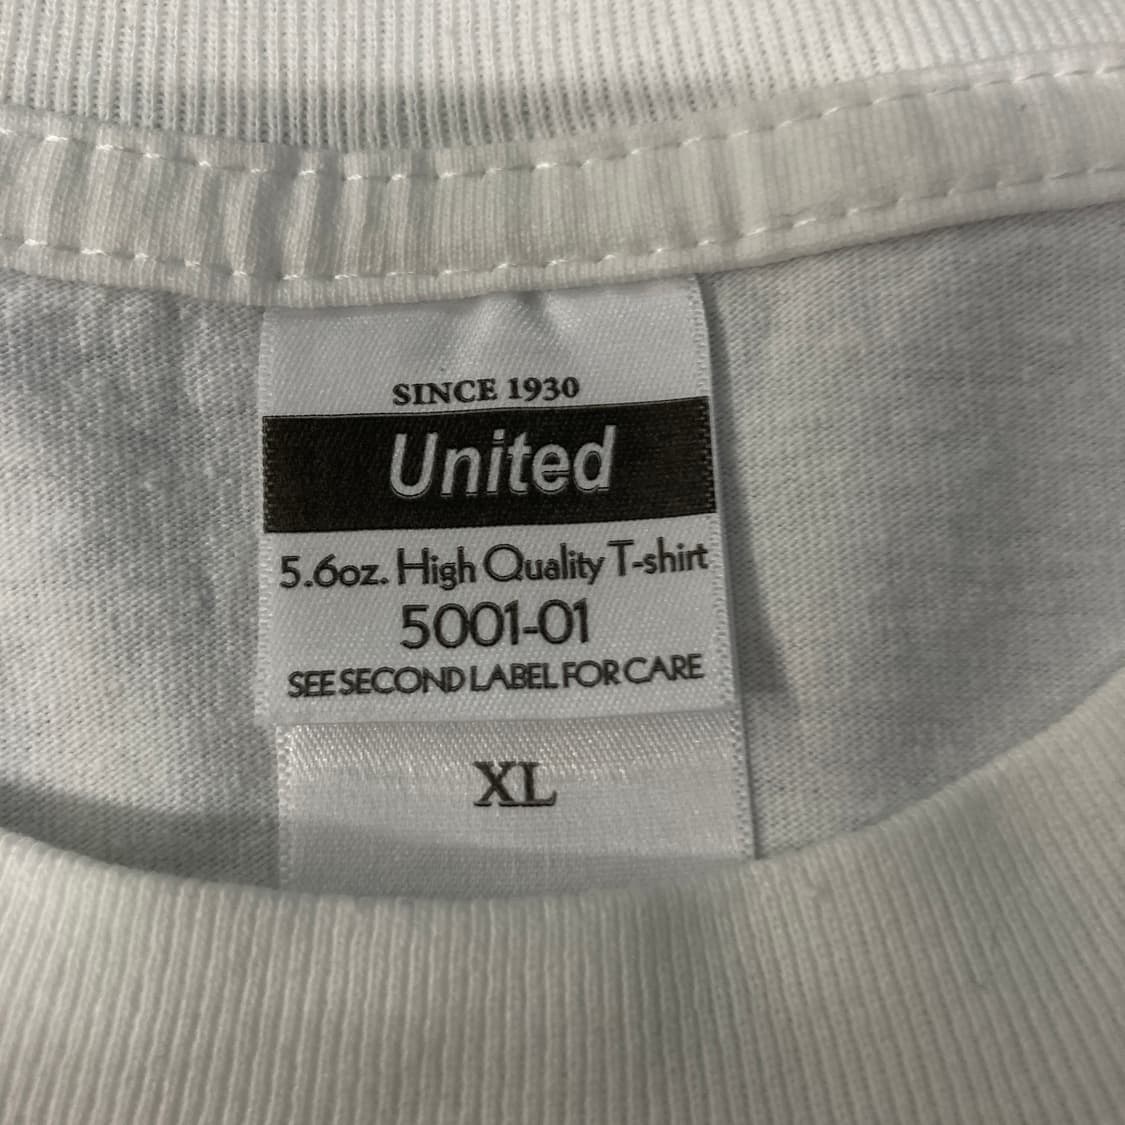 SINCE 1930
United
5.6oz. High Quality T-shirt
5001-01
SEE SECOND LABEL FOR CARE
XL